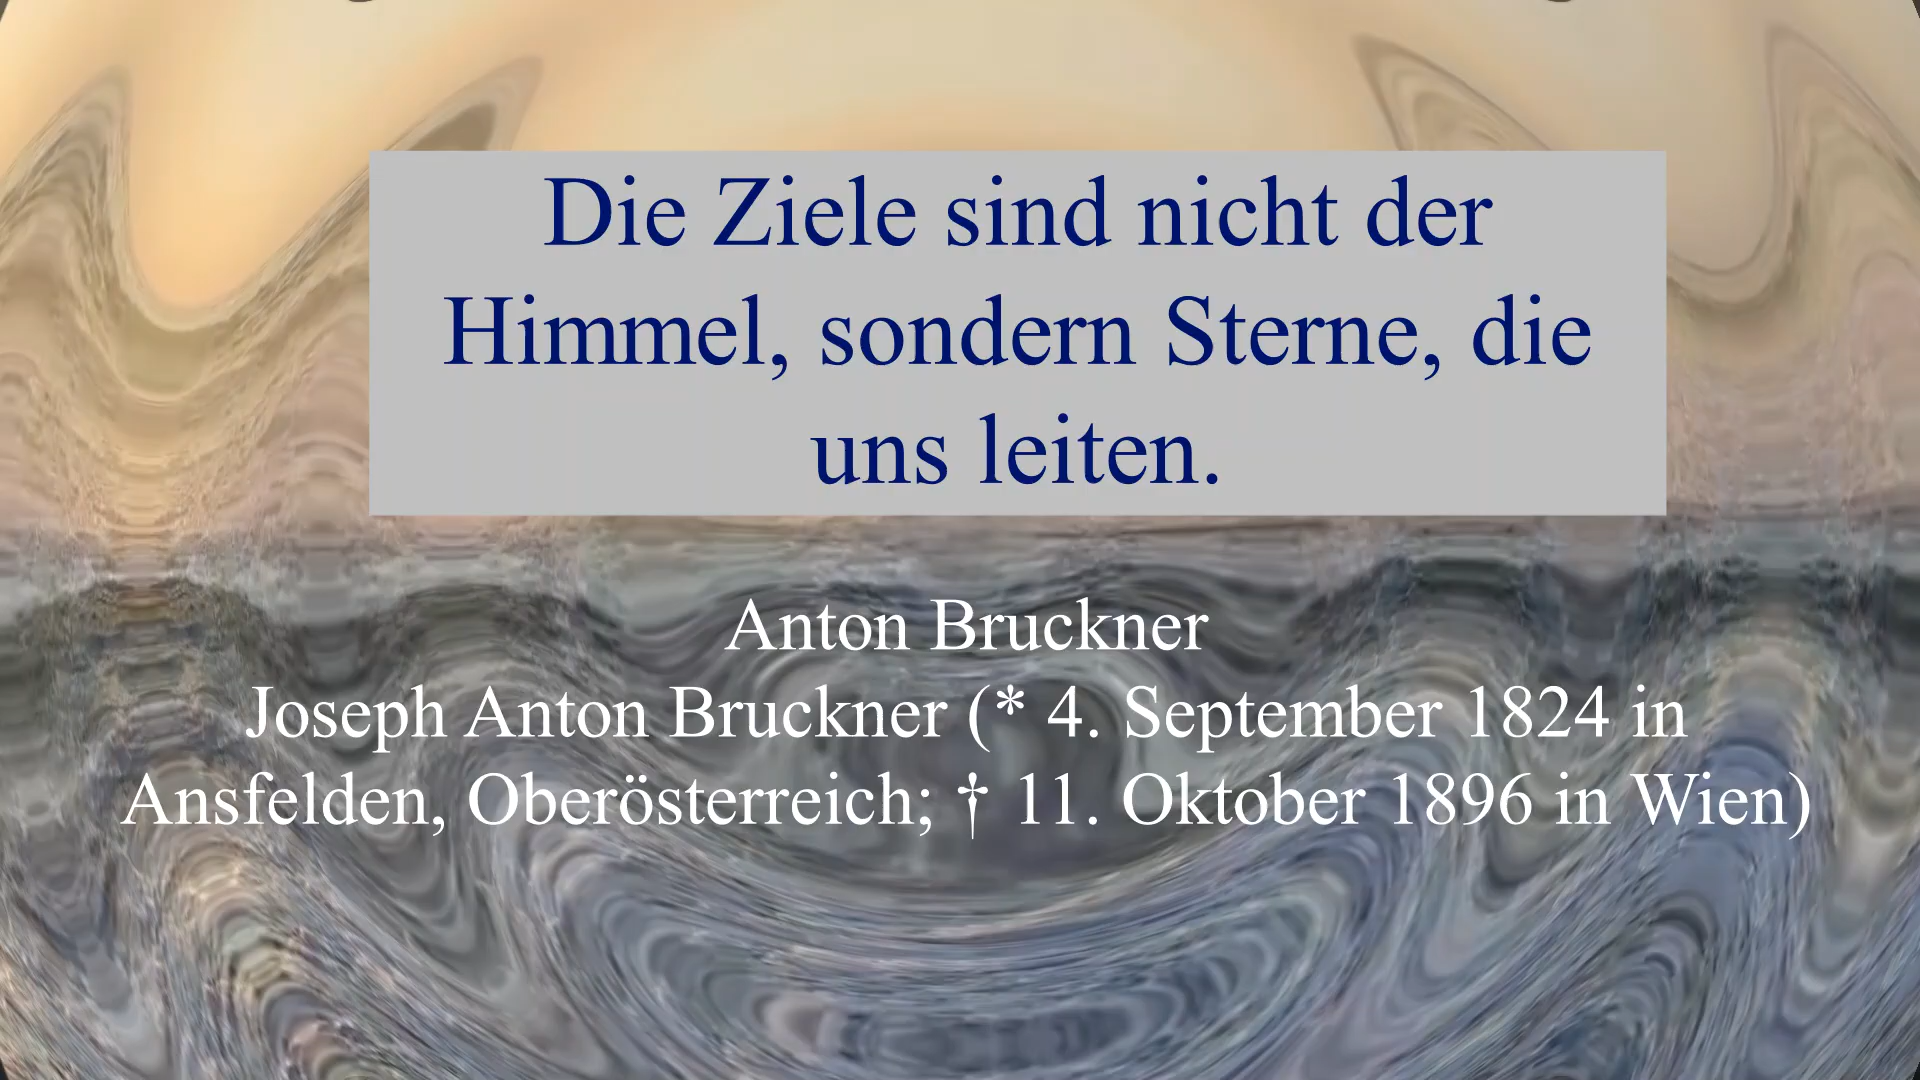 Die Ziele sind nicht der
Himmel, sondern Sterne, die
uns leiten.
Anton Bruckner
Joseph Anton Bruckner (* 4. September 1824 in
Ansfelden, Oberösterreich; † 11. Oktober 1896 in Wien)